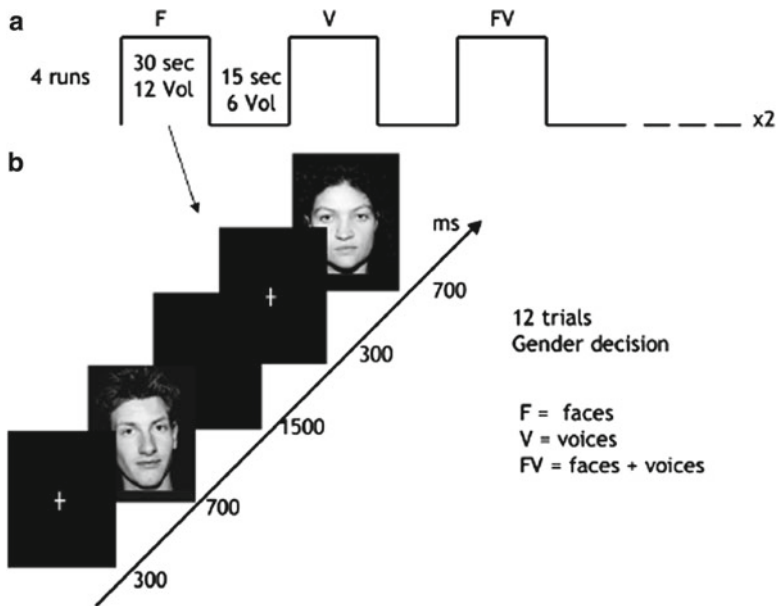 a
F V FV
4 runs
30 sec
12 Vol
15 sec
6 Vol
x2
b
ms
700
300
1500
700
300
12 trials
Gender decision
F = faces
V = voices
FV = faces + voices